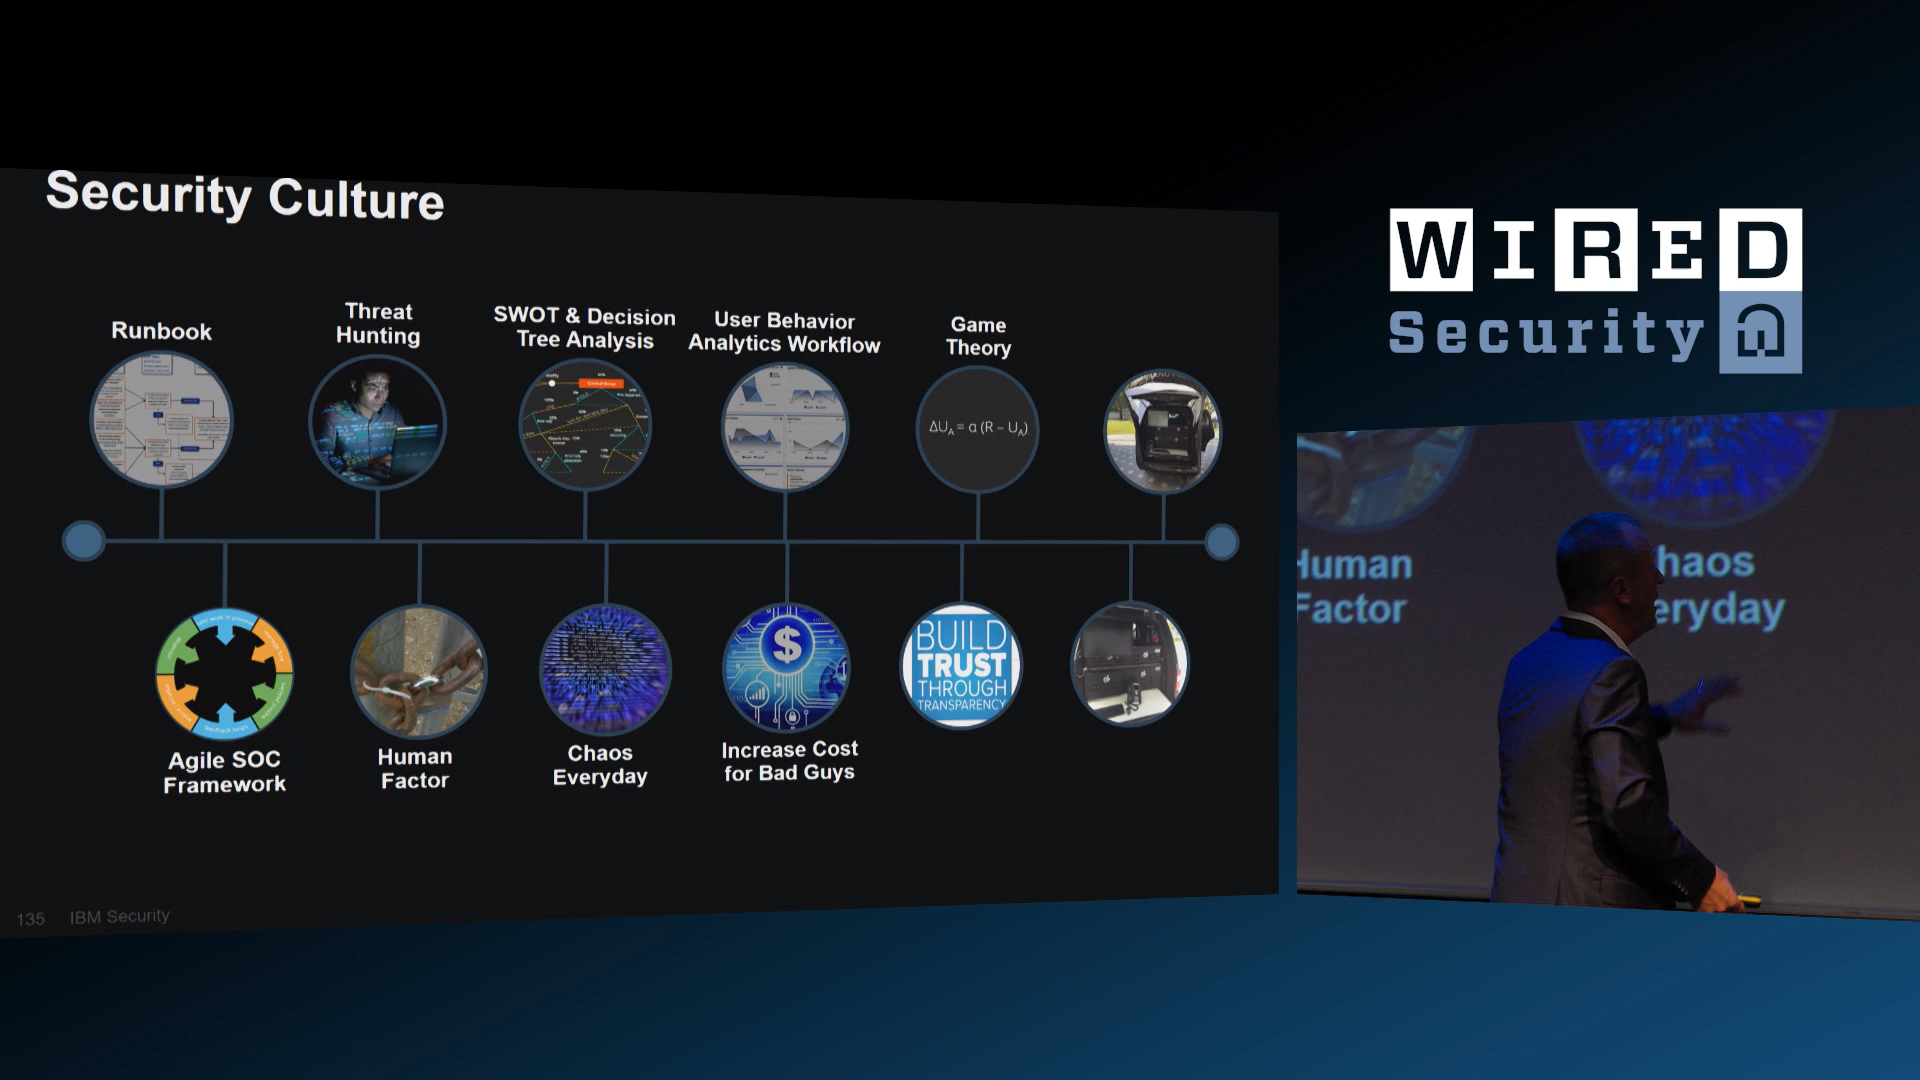 Security Culture
Runbook
Threat
Hunting
SWOT & Decision
Tree Analysis
User Behavior
Analytics Workflow
Game
Theory
ΔU_A = α (R − U_A)
Agile SOC
Framework
Human
Factor
Chaos
Everyday
Increase Cost
for Bad Guys
BUILD
TRUST
THROUGH
TRANSPARENCY
135 IBM Security
WIRED
Security
Human
Factor
haos
eryday